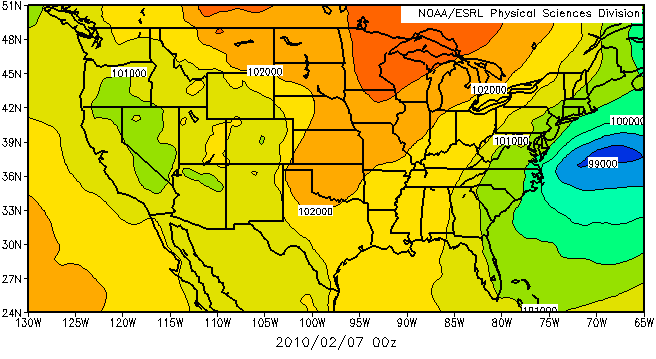 51N
NOAA/ESRL Physical Sciences Division
48N
45N
101000
102000
102000
42N
100000
39N
101000
99000
36N
33N
102000
30N
27N
24N
101000
130W 125W 120W 115W 110W 105W 100W 95W 90W 85W 80W 75W 70W 65W
2010/02/07 00z